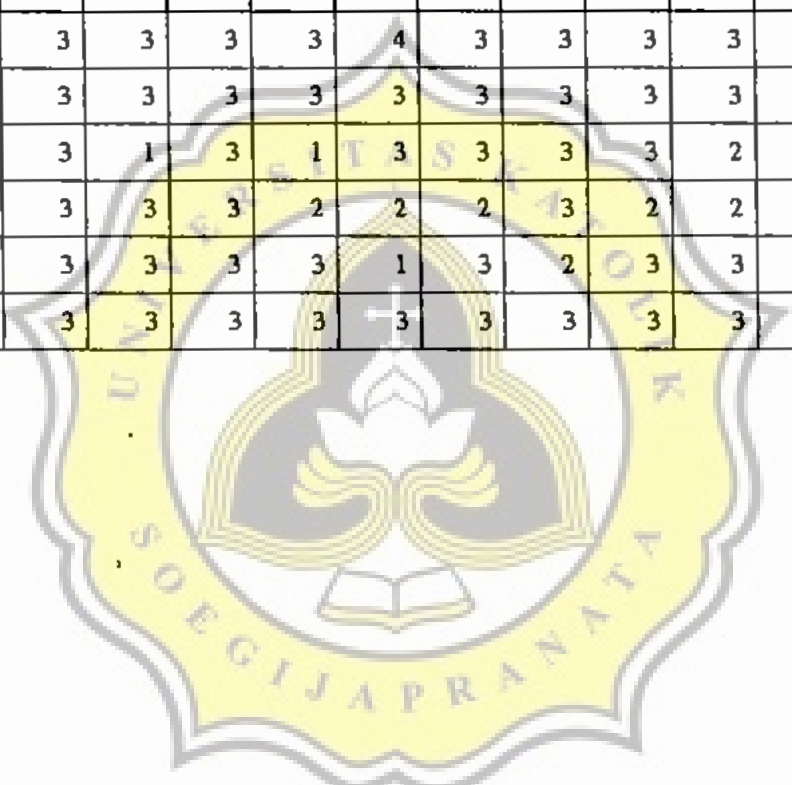 3 3 3 3 4 3 3 3 3
3 3 3 3 3 3 3 3 3
3 1 3 1 3 3 3 3 2
3 3 3 2 2 2 3 2 2
3 3 3 3 1 3 2 3 3
3 3 3 3 3 3 3 3 3
UNIVERSITAS KATOLIK
SOEGIJAPRANATA